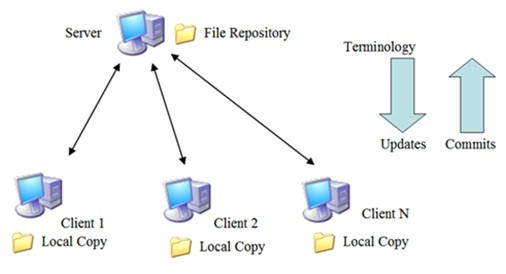 Server
File Repository
Terminology
Updates
Commits
Client 1
Local Copy
Client 2
Local Copy
Client N
Local Copy